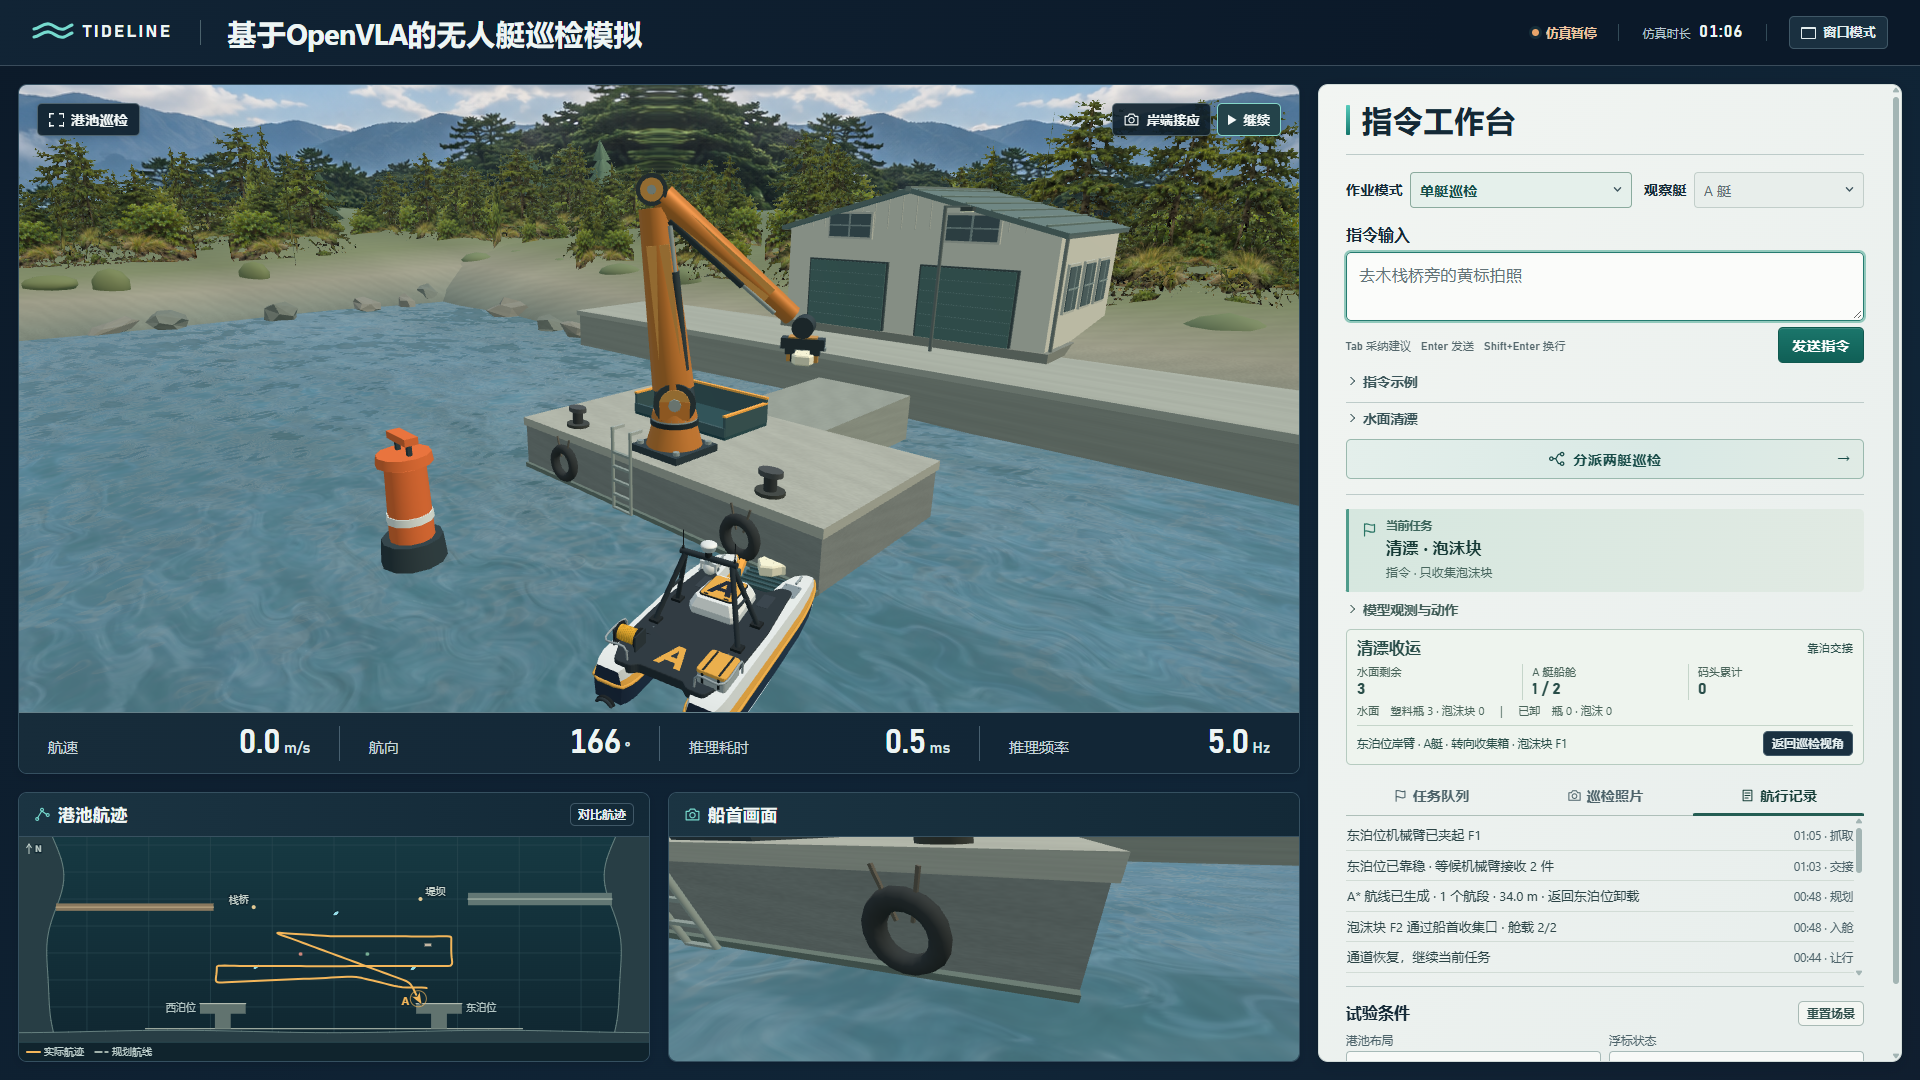 TIDELINE
基于OpenVLA的无人艇巡检模拟
仿真暂停
仿真时长 01:06
窗口模式
港池巡检
岸端接应
继续
A
A
航速 0.0 m/s
航向 166°
推理耗时 0.5 ms
推理频率 5.0 Hz
港池航迹
对比航迹
N
栈桥
堤坝
西泊位
A
东泊位
实际航迹 规划航线
船首画面
指令工作台
作业模式 单艇巡检 观察艇 A 艇
指令输入
去木栈桥旁的黄标拍照
Tab 采纳建议 Enter 发送 Shift+Enter 换行
发送指令
指令示例
水面清漂
分派两艇巡检 →
当前任务
清漂 · 泡沫块
指令 · 只收集泡沫块
模型观测与动作
清漂收运 靠泊交接
水面剩余 A 艇船舱 码头累计
3 1 / 2 0
水面 塑料瓶 3 · 泡沫块 0 | 已卸 瓶 0 · 泡沫 0
东泊位岸臂 · A艇 · 转向收集箱 · 泡沫块 F1
返回巡检视角
任务队列 巡检照片 航行记录
东泊位机械臂已夹起 F1 01:05 · 抓取
东泊位已靠稳 · 等候机械臂接收 2 件 01:03 · 交接
A* 航线已生成 · 1 个航段 · 34.0 m · 返回东泊位卸载 00:48 · 规划
泡沫块 F2 通过船首收集口 · 舱载 2/2 00:48 · 入舱
通道恢复，继续当前任务 00:44 · 让行
试验条件
重置场景
港池布局 浮标状态